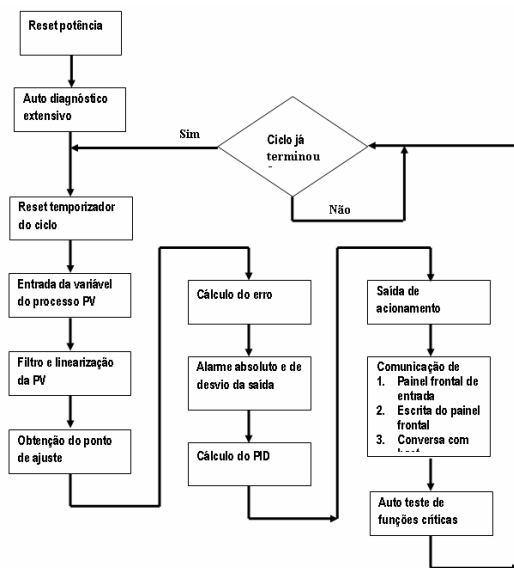 Reset potência
Auto diagnóstico
extensivo
Sim
Ciclo já
terminou
Não
Reset temporizador
do ciclo
Entrada da variável
do processo PV
Filtro e linearização
da PV
Obtenção do ponto
de ajuste
Cálculo do erro
Alarme absoluto e de
desvio da saída
Cálculo do PID
Saída de
acionamento
Comunicação de
1. Painel frontal de
entrada
2. Escrita do painel
frontal
3. Conversa com
Auto teste de
funções críticas